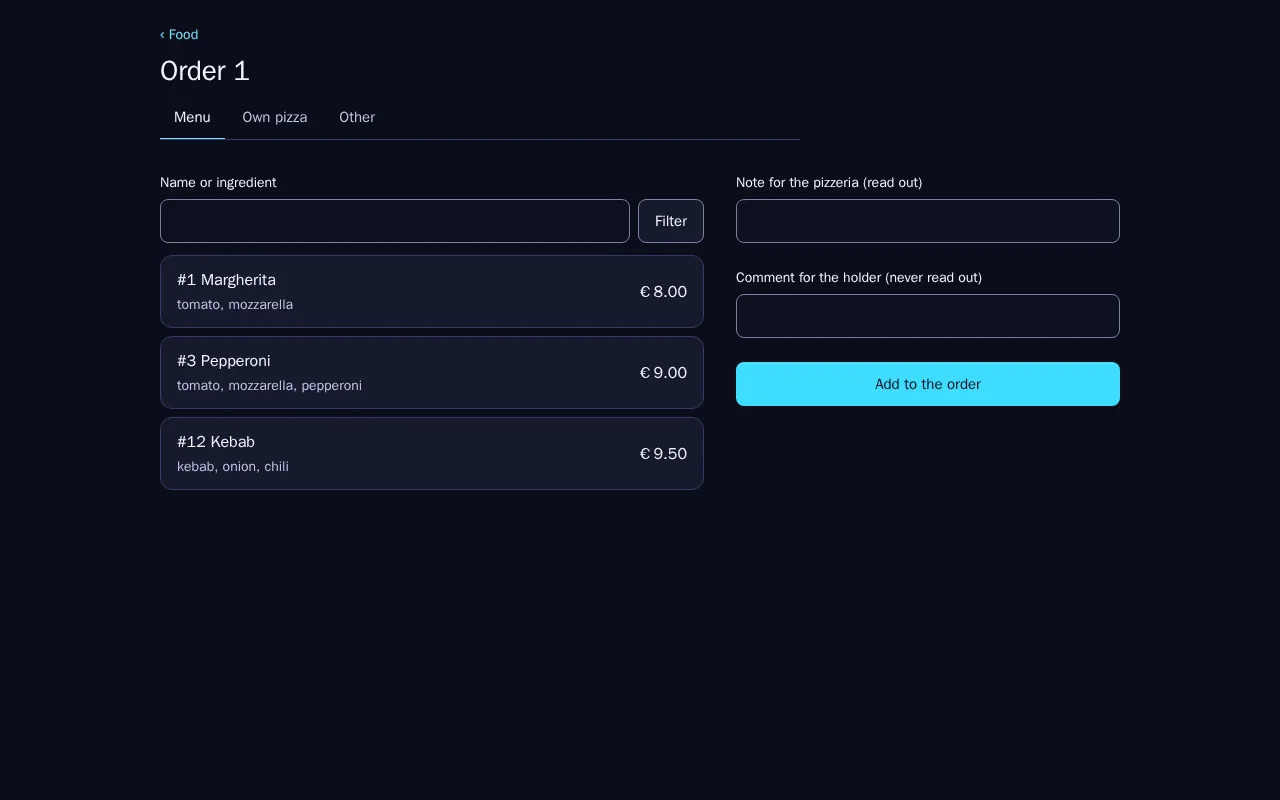 ‹ Food
Order 1
Menu Own pizza Other
Name or ingredient
Filter
#1 Margherita
tomato, mozzarella
€ 8.00
#3 Pepperoni
tomato, mozzarella, pepperoni
€ 9.00
#12 Kebab
kebab, onion, chili
€ 9.50
Note for the pizzeria (read out)
Comment for the holder (never read out)
Add to the order